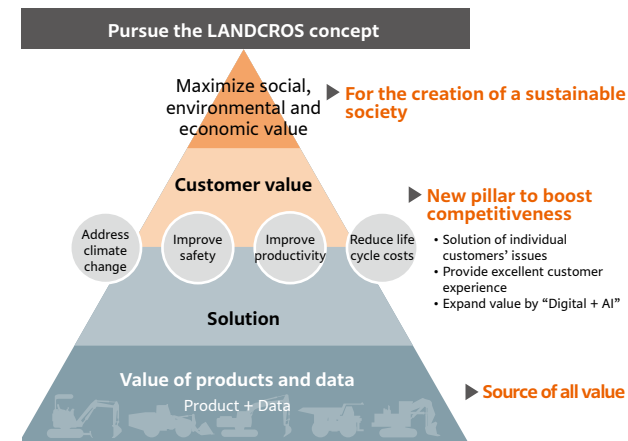 Pursue the LANDCROS concept
Maximize social,
environmental and
economic value
▶ For the creation of a sustainable
society
Customer value
▶ New pillar to boost
competitiveness
• Solution of individual
customers’ issues
• Provide excellent customer
experience
• Expand value by “Digital + AI”
Address
climate
change
Improve
safety
Improve
productivity
Reduce life
cycle costs
Solution
Value of products and data
Product + Data
▶ Source of all value